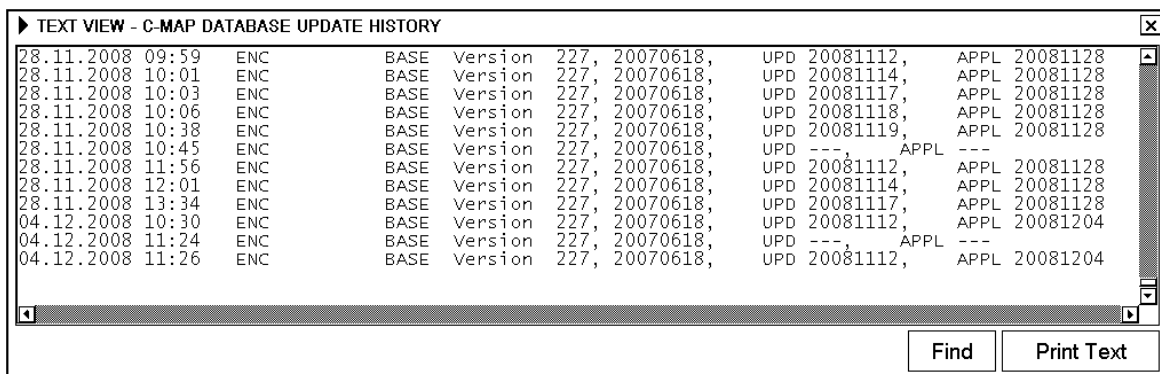 TEXT VIEW - C-MAP DATABASE UPDATE HISTORY
28.11.2008 09:59 ENC BASE Version 227, 20070618, UPD 20081112, APPL 20081128
28.11.2008 10:01 ENC BASE Version 227, 20070618, UPD 20081114, APPL 20081128
28.11.2008 10:03 ENC BASE Version 227, 20070618, UPD 20081117, APPL 20081128
28.11.2008 10:06 ENC BASE Version 227, 20070618, UPD 20081118, APPL 20081128
28.11.2008 10:38 ENC BASE Version 227, 20070618, UPD 20081119, APPL 20081128
28.11.2008 10:45 ENC BASE Version 227, 20070618, UPD ---, APPL ---
28.11.2008 11:56 ENC BASE Version 227, 20070618, UPD 20081112, APPL 20081128
28.11.2008 12:01 ENC BASE Version 227, 20070618, UPD 20081114, APPL 20081128
28.11.2008 13:34 ENC BASE Version 227, 20070618, UPD 20081117, APPL 20081128
04.12.2008 10:30 ENC BASE Version 227, 20070618, UPD 20081112, APPL 20081204
04.12.2008 11:24 ENC BASE Version 227, 20070618, UPD ---, APPL ---
04.12.2008 11:26 ENC BASE Version 227, 20070618, UPD 20081112, APPL 20081204
Find Print Text